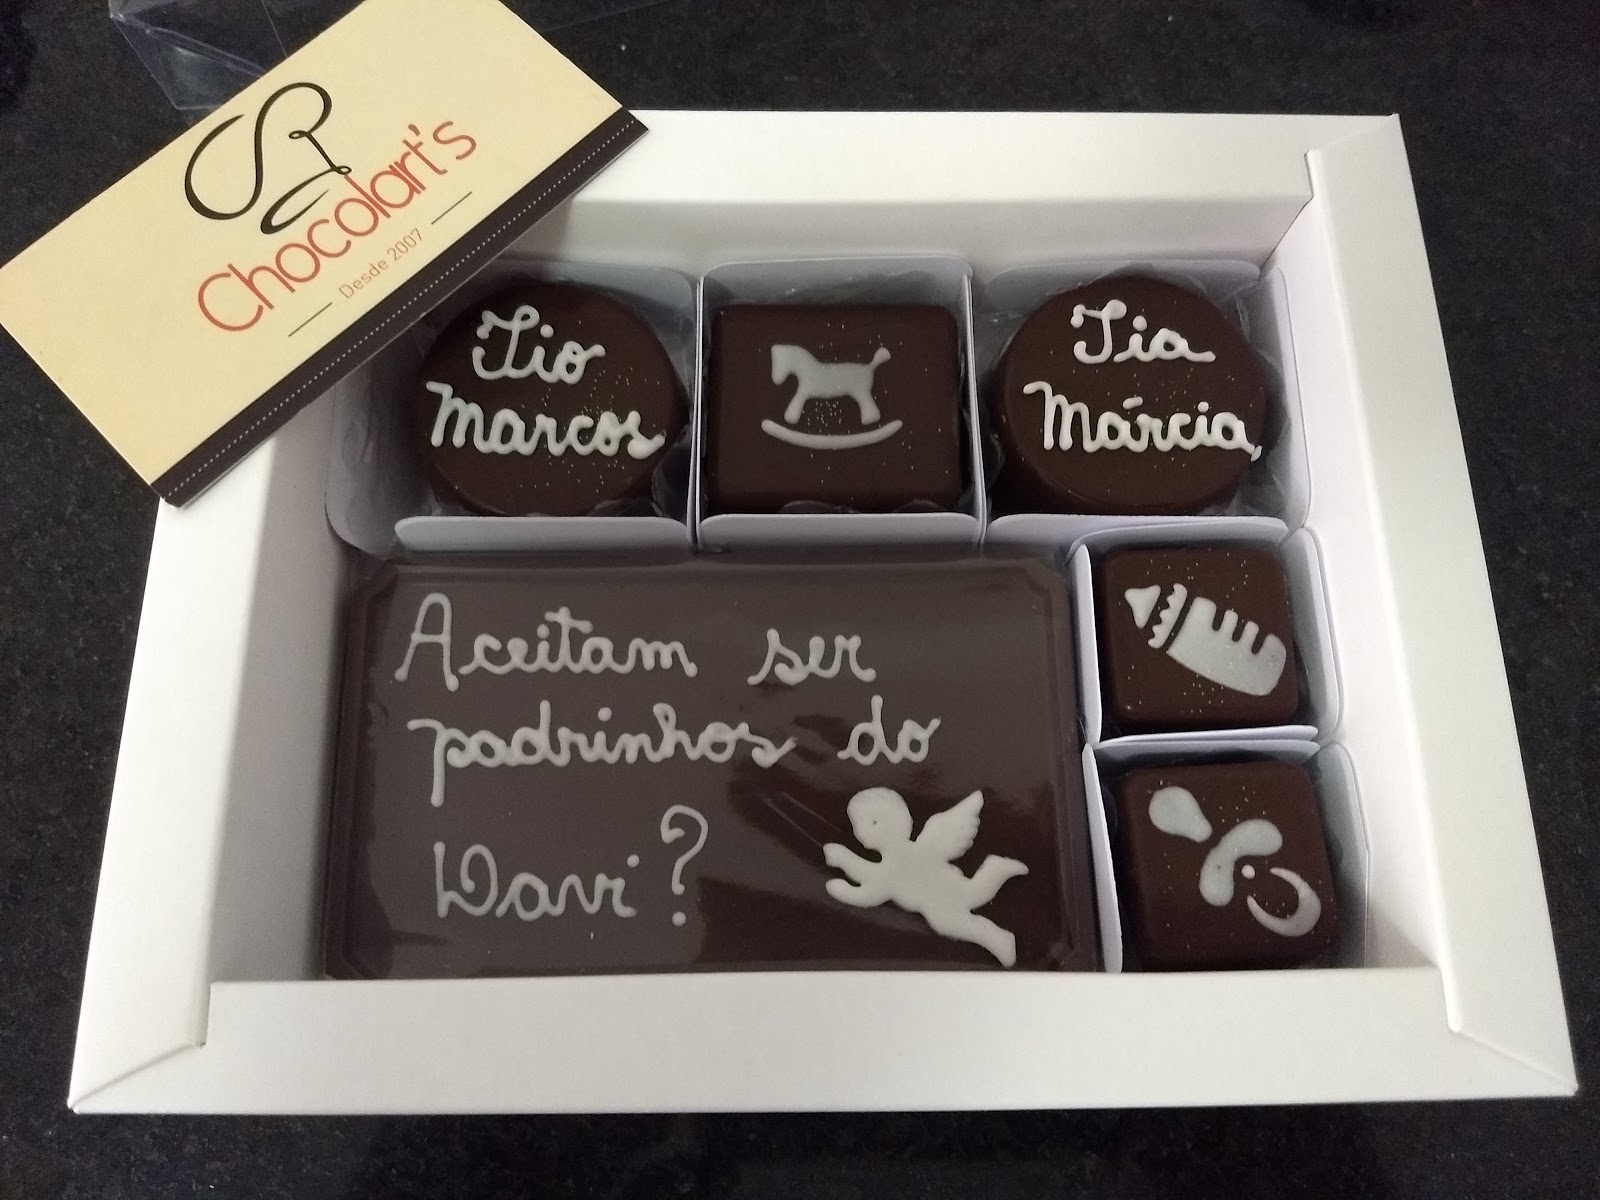 Chocolart's
Desde 2007
Tio
Marcos
Tia
Márcia
Aceitam ser
padrinhos do
Davi?